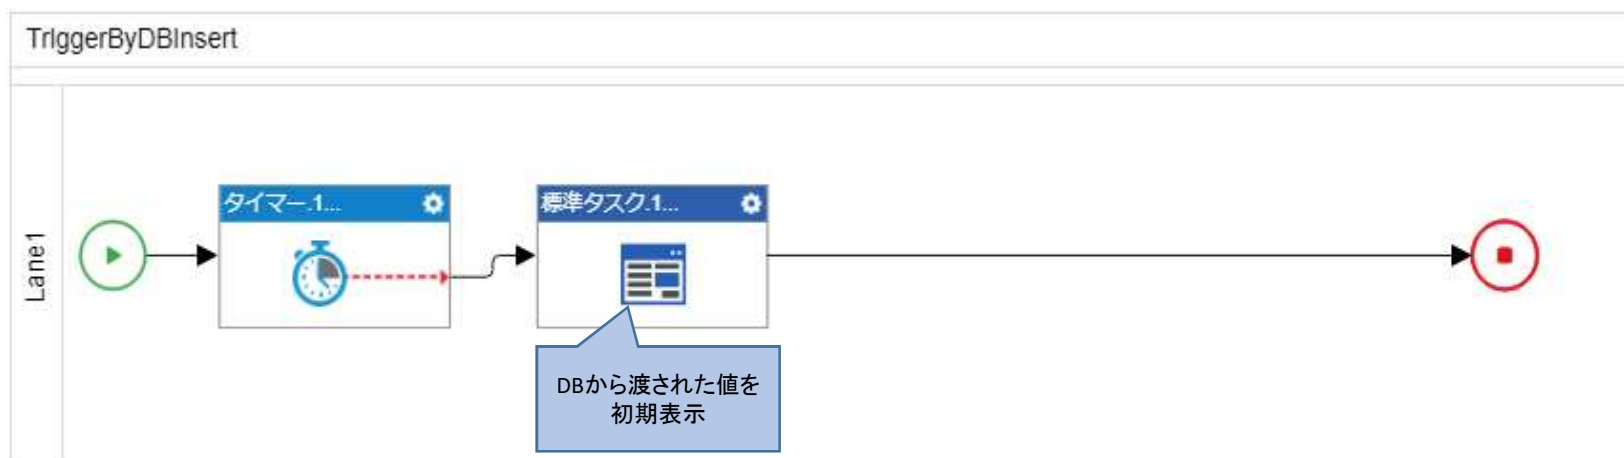 TriggerByDBInsert
Lane1
タイマー.1...
標準タスク.1...
DBから渡された値を
初期表示